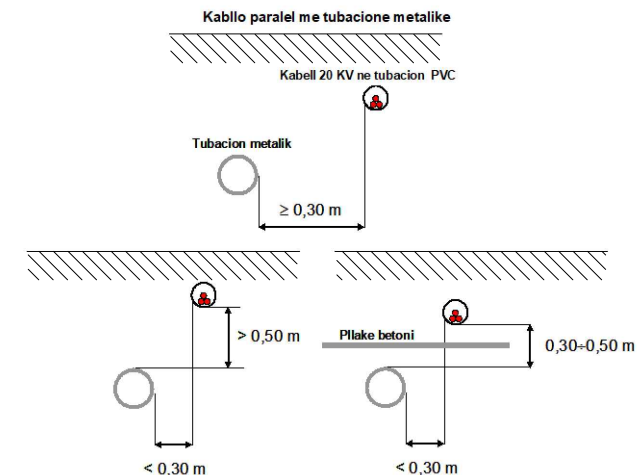 Kabllo paralel me tubacione metalike
Kabell 20 KV ne tubacion PVC
Tubacion metalik
≥ 0,30 m
> 0,50 m
< 0,30 m
Pllake betoni
0,30÷0,50 m
< 0,30 m